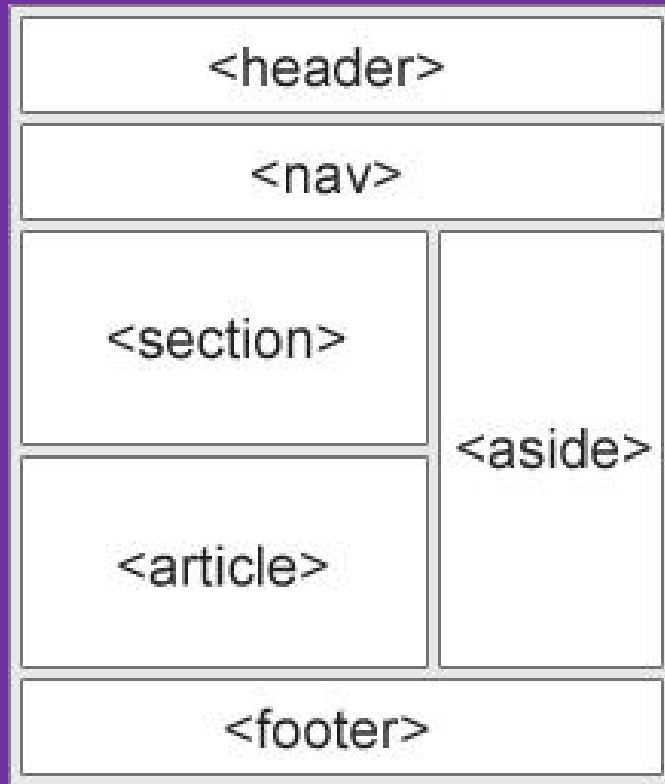 <header>
<nav>
<section>
<article>
<aside>
<footer>